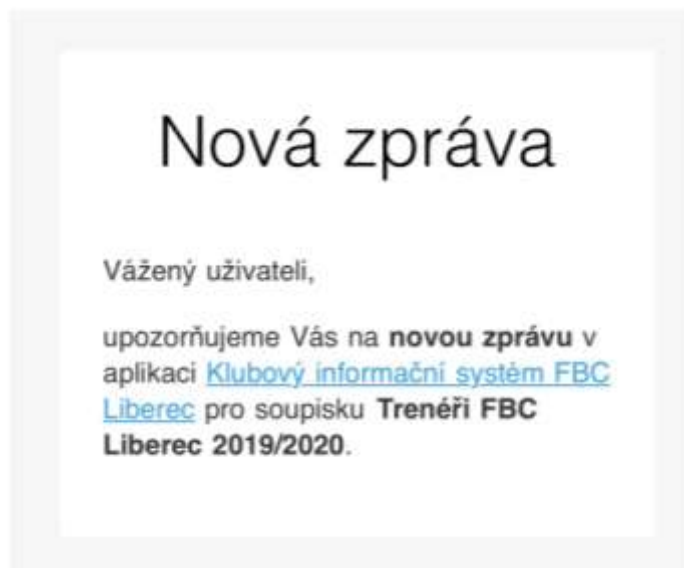 Nová zpráva
Vážený uživateli,
upozorňujeme Vás na novou zprávu v
aplikaci Klubový informační systém FBC
Liberec pro soupisku Trenéři FBC
Liberec 2019/2020.